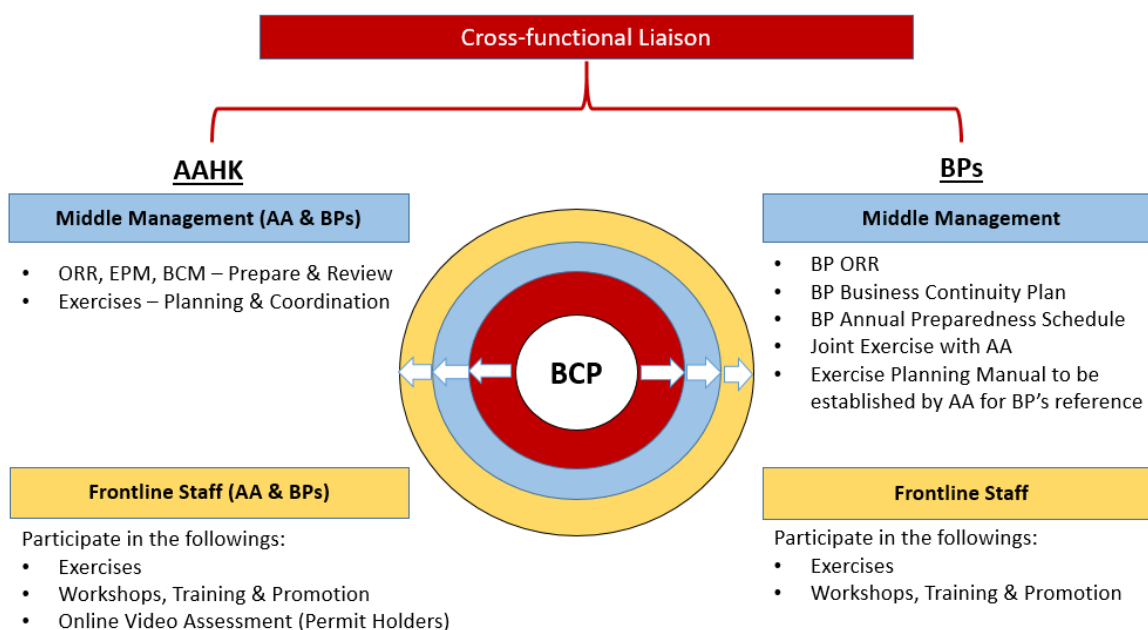 Cross-functional Liaison
AAHK
Middle Management (AA & BPs)
• ORR, EPM, BCM – Prepare & Review
• Exercises – Planning & Coordination
Frontline Staff (AA & BPs)
Participate in the followings:
• Exercises
• Workshops, Training & Promotion
• Online Video Assessment (Permit Holders)
BCP
BPs
Middle Management
• BP ORR
• BP Business Continuity Plan
• BP Annual Preparedness Schedule
• Joint Exercise with AA
• Exercise Planning Manual to be
established by AA for BP's reference
Frontline Staff
Participate in the followings:
• Exercises
• Workshops, Training & Promotion